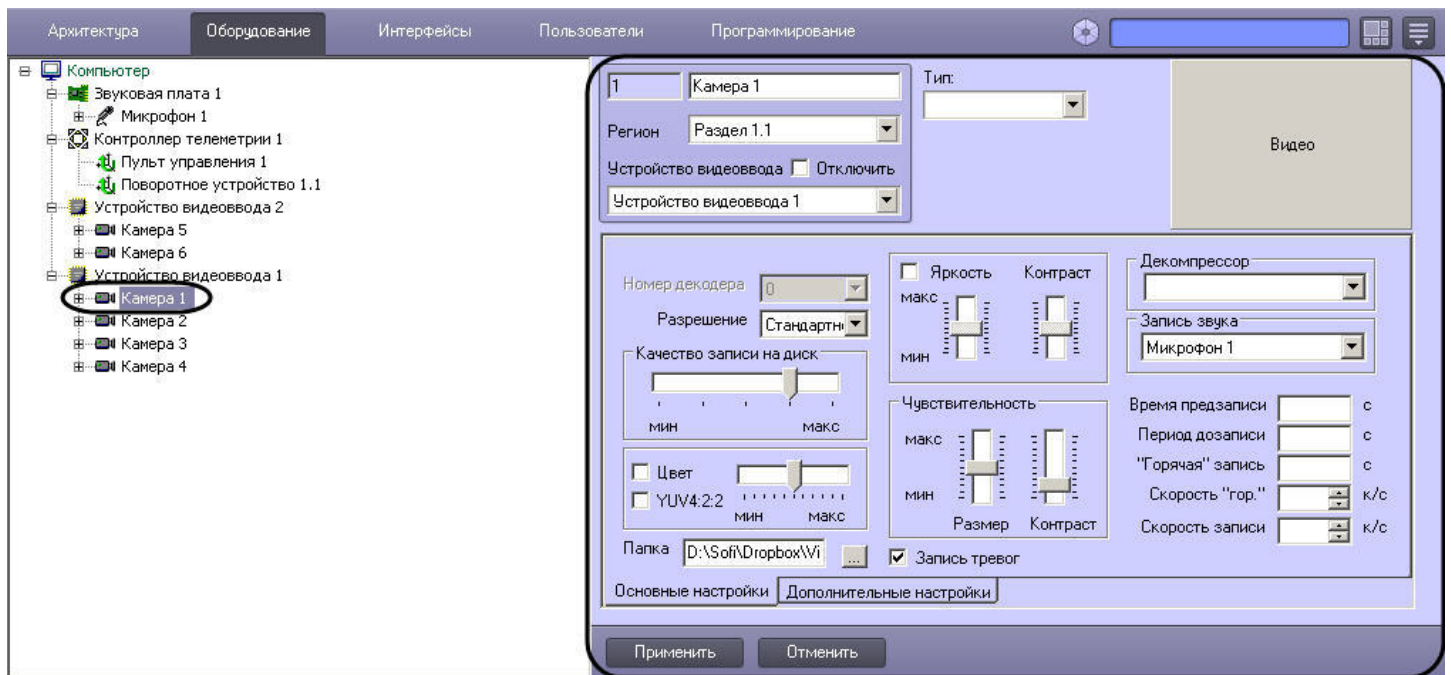 Архитектура Оборудование Интерфейсы Пользователи Программирование
Компьютер
Звуковая плата 1
Микрофон 1
Контроллер телеметрии 1
Пульт управления 1
Поворотное устройство 1.1
Устройство видеоввода 2
Камера 5
Камера 6
Устройство видеоввода 1
Камера 1
Камера 2
Камера 3
Камера 4
1 Камера 1
Тип:
Регион Раздел 1.1
Устройство видеоввода Отключить
Устройство видеоввода 1
Видео
Номер декодера 0
Разрешение Стандартн
Качество записи на диск
мин макс
Цвет
YUV4:2:2
мин макс
Папка D:\Sofi\Dropbox\Vi ...
Яркость Контраст
макс
мин
Чувствительность
макс
мин
Размер Контраст
Запись тревог
Декомпрессор
Запись звука
Микрофон 1
Время предзаписи с
Период дозаписи с
"Горячая" запись с
Скорость "гор." к/с
Скорость записи к/с
Основные настройки Дополнительные настройки
Применить Отменить